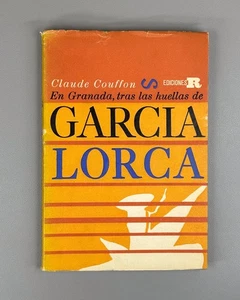 Claude Couffon
EDICIONES R
En Granada, tras las huellas de
GARCIA
LORCA